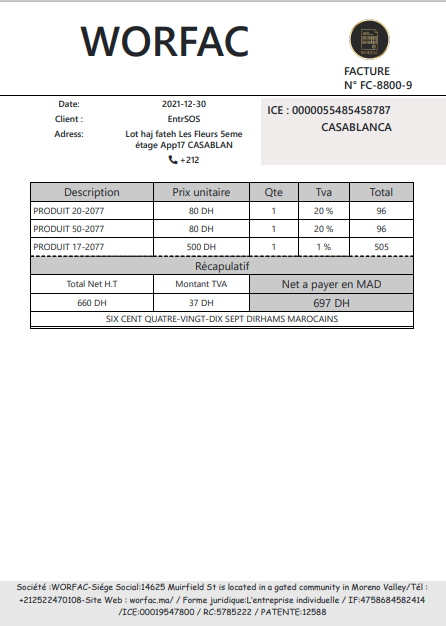 WORFAC
WORFAC
FACTURE
N° FC-8800-9
Date: 2021-12-30
Client : EntrSOS
Adress: Lot haj fateh Les Fleurs 5eme
étage App17 CASABLAN
+212
ICE : 0000055485458787
CASABLANCA
Description Prix unitaire Qte Tva Total
PRODUIT 20-2077 80 DH 1 20 % 96
PRODUIT 50-2077 80 DH 1 20 % 96
PRODUIT 17-2077 500 DH 1 1 % 505
Récapulatif
Total Net H.T Montant TVA Net a payer en MAD
660 DH 37 DH 697 DH
SIX CENT QUATRE-VINGT-DIX SEPT DIRHAMS MAROCAINS
Société :WORFAC-Siége Social:14625 Muirfield St is located in a gated community in Moreno Valley/Tél :
+212522470108-Site Web : worfac.ma/ / Forme juridique:L'entreprise individuelle / IF:4758684582414
/ICE:00019547800 / RC:5785222 / PATENTE:12588